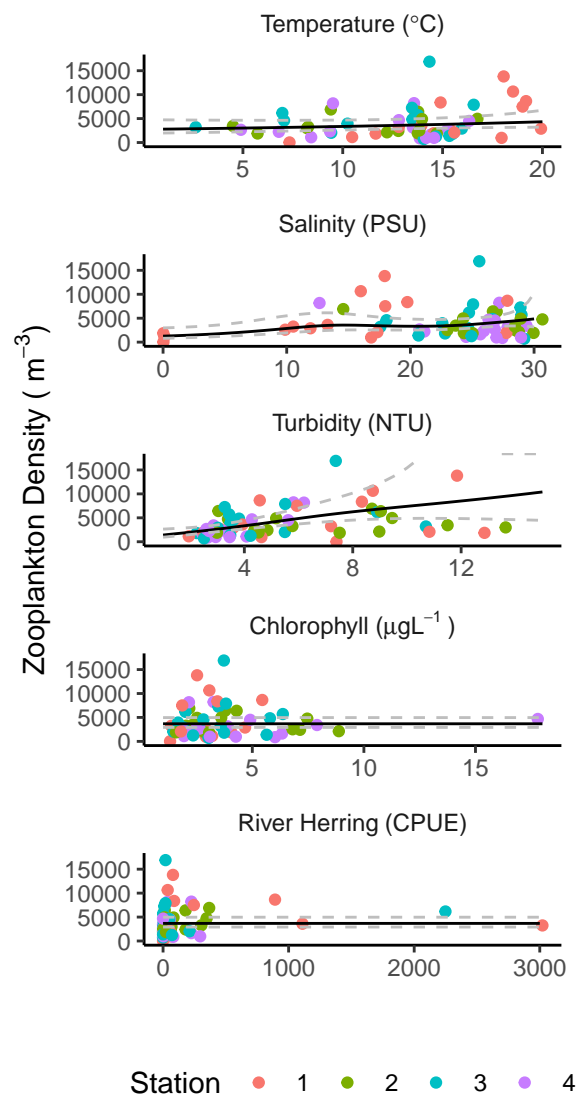 Temperature (°C)
15000
10000
5000
0
5 10 15 20
Salinity (PSU)
15000
10000
5000
0
0 10 20 30
Turbidity (NTU)
15000
10000
5000
0
4 8 12
Chlorophyll (μgL⁻¹ )
15000
10000
5000
0
5 10 15
River Herring (CPUE)
15000
10000
5000
0
0 1000 2000 3000
Zooplankton Density ( m⁻³)
Station 1 2 3 4